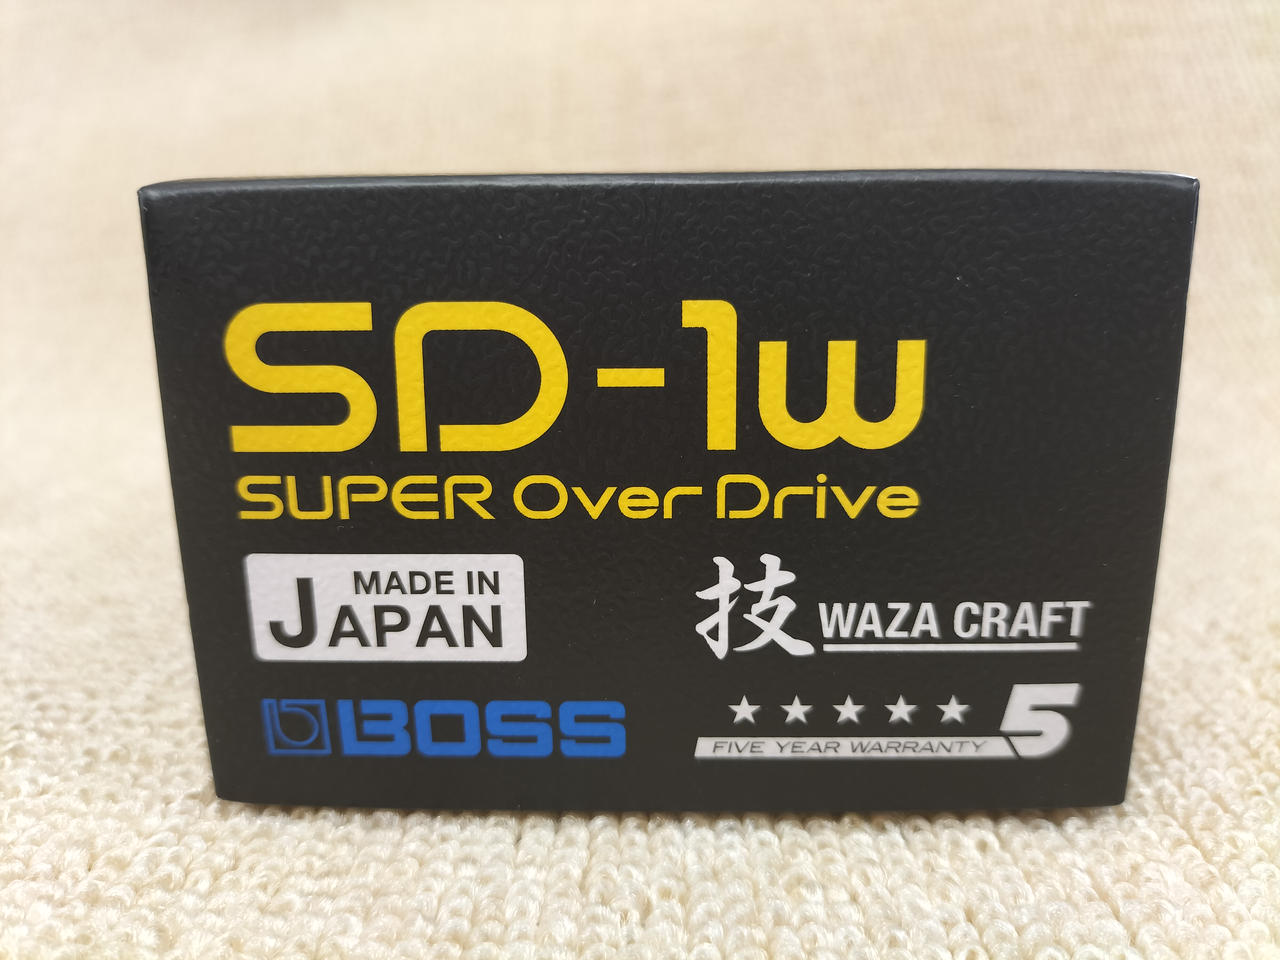 SD-1w
SUPER Over Drive
MADE IN
JAPAN
技 WAZA CRAFT
BOSS
5
FIVE YEAR WARRANTY